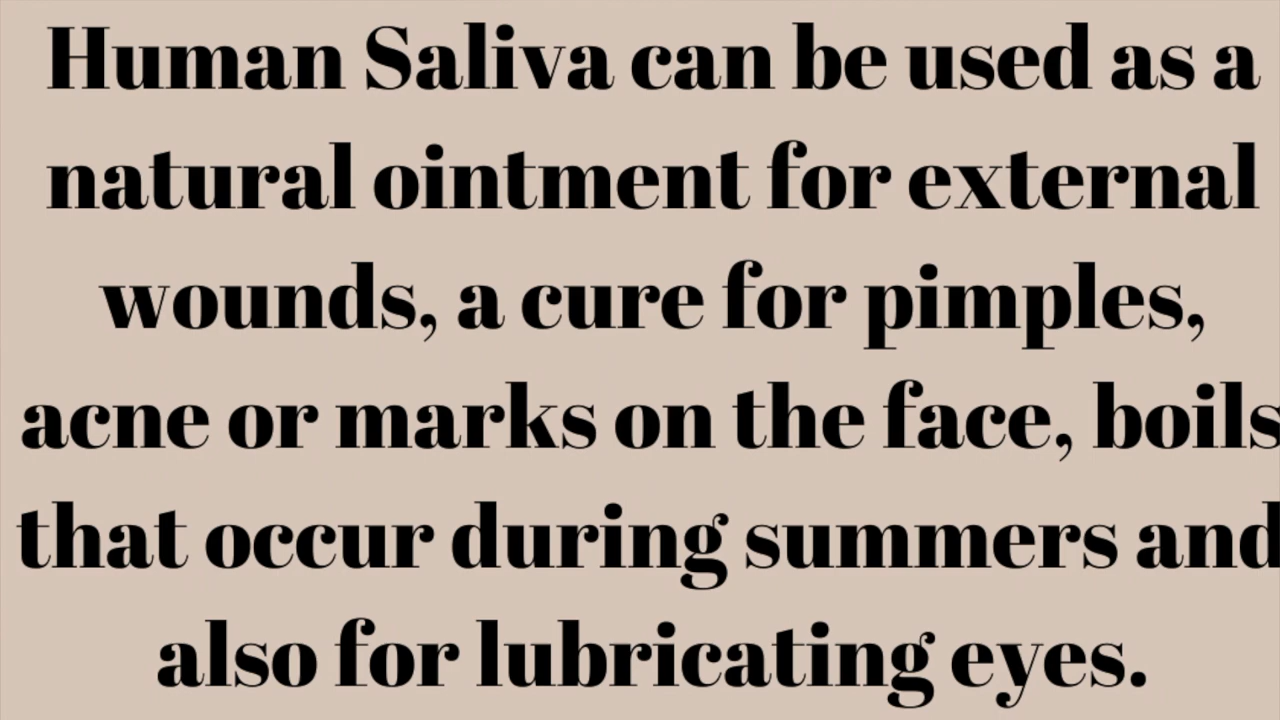 Human Saliva can be used as a
natural ointment for external
wounds, a cure for pimples,
acne or marks on the face, boils
that occur during summers and
also for lubricating eyes.